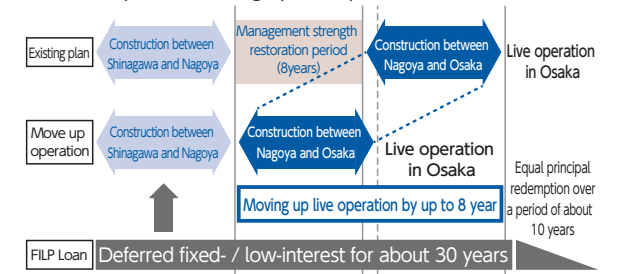 Existing plan
Construction between
Shinagawa and Nagoya
Management strength
restoration period
(8years)
Construction between
Nagoya and Osaka
Live operation
in Osaka
Move up
operation
Construction between
Shinagawa and Nagoya
Construction between
Nagoya and Osaka
Live operation
in Osaka
Moving up live operation by up to 8 year
Equal principal
redemption over
a period of about
10 years
FILP Loan
Deferred fixed- / low-interest for about 30 years